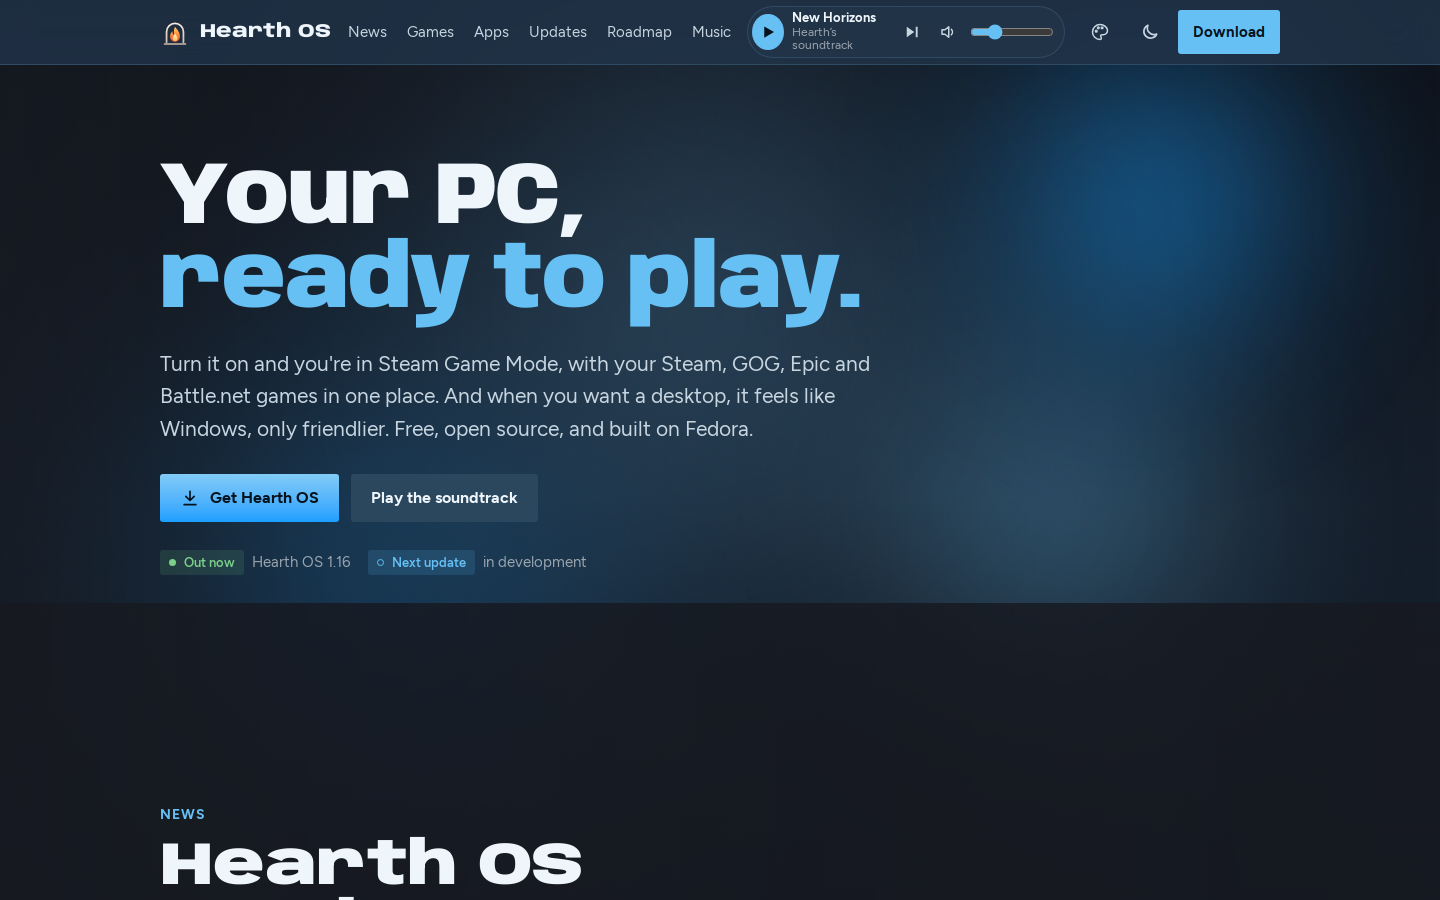 Hearth OS
News Games Apps Updates Roadmap Music
New Horizons
Hearth's
soundtrack
Download
Your PC,
ready to play.
Turn it on and you're in Steam Game Mode, with your Steam, GOG, Epic and
Battle.net games in one place. And when you want a desktop, it feels like
Windows, only friendlier. Free, open source, and built on Fedora.
Get Hearth OS Play the soundtrack
Out now Hearth OS 1.16 Next update in development
NEWS
Hearth OS